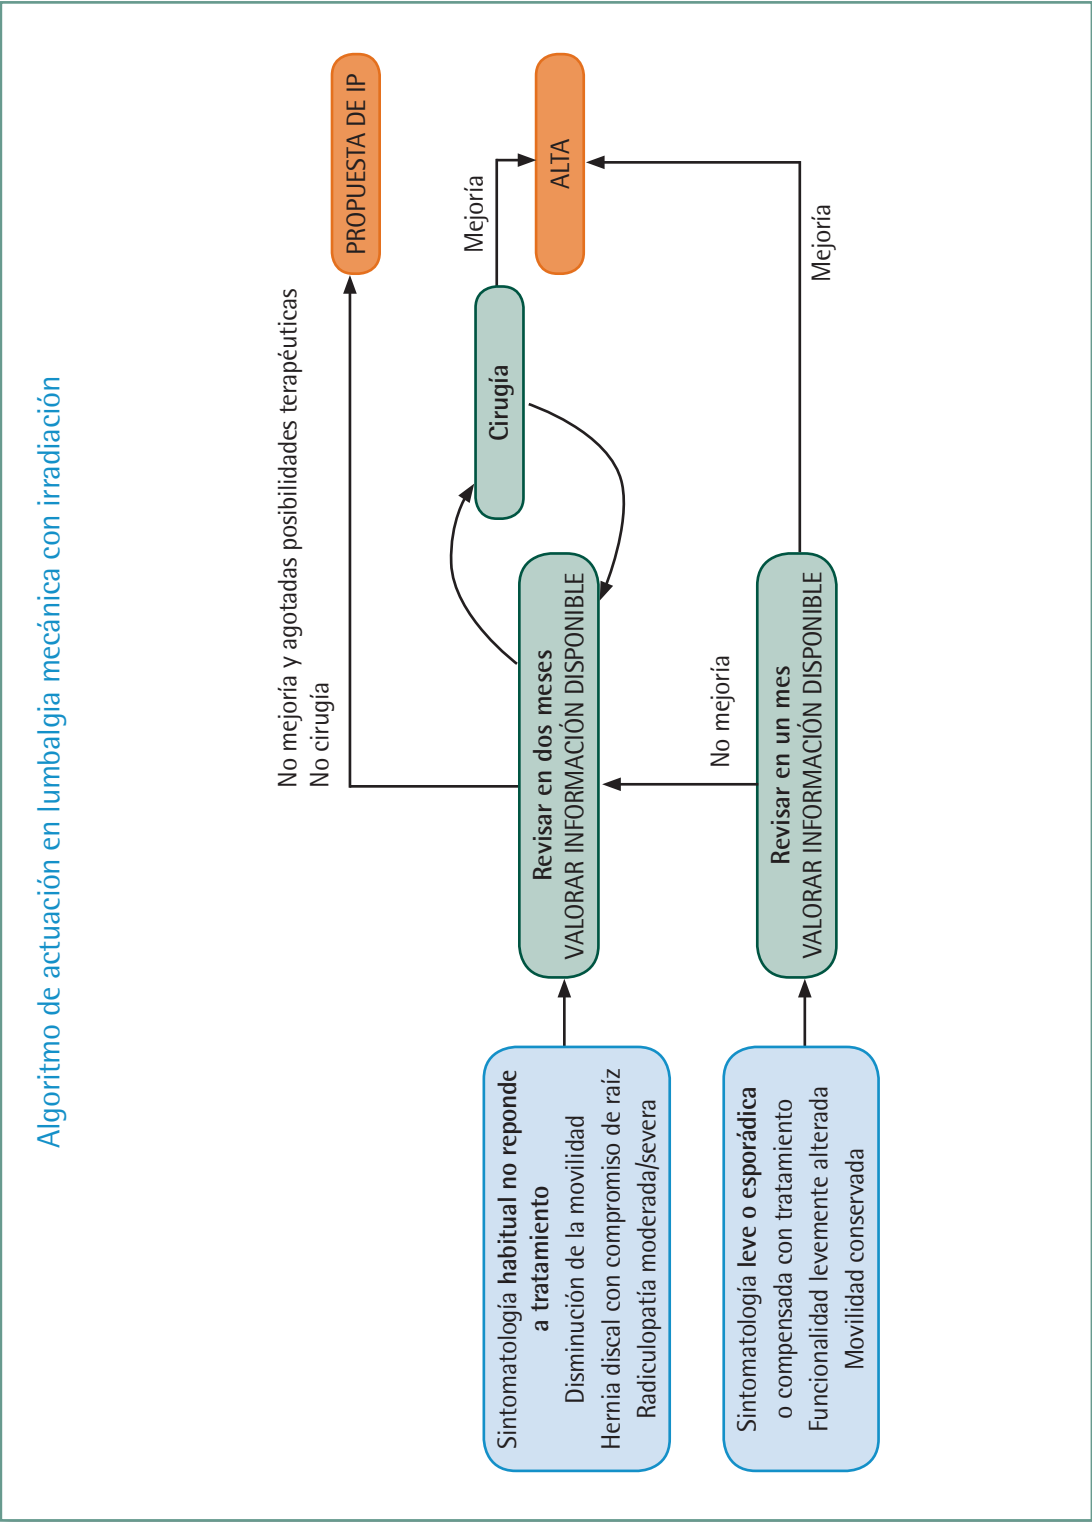 Algoritmo de actuación en lumbalgia mecánica con irradiación
No mejoría y agotadas posibilidades terapéuticas
No cirugía
PROPUESTA DE IP
Sintomatología habitual no reponde
a tratamiento
Disminución de la movilidad
Hernia discal con compromiso de raíz
Radiculopatía moderada/severa
Revisar en dos meses
VALORAR INFORMACIÓN DISPONIBLE
Cirugía
Mejoría
ALTA
No mejoría
Sintomatología leve o esporádica
o compensada con tratamiento
Funcionalidad levemente alterada
Movilidad conservada
Revisar en un mes
VALORAR INFORMACIÓN DISPONIBLE
Mejoría